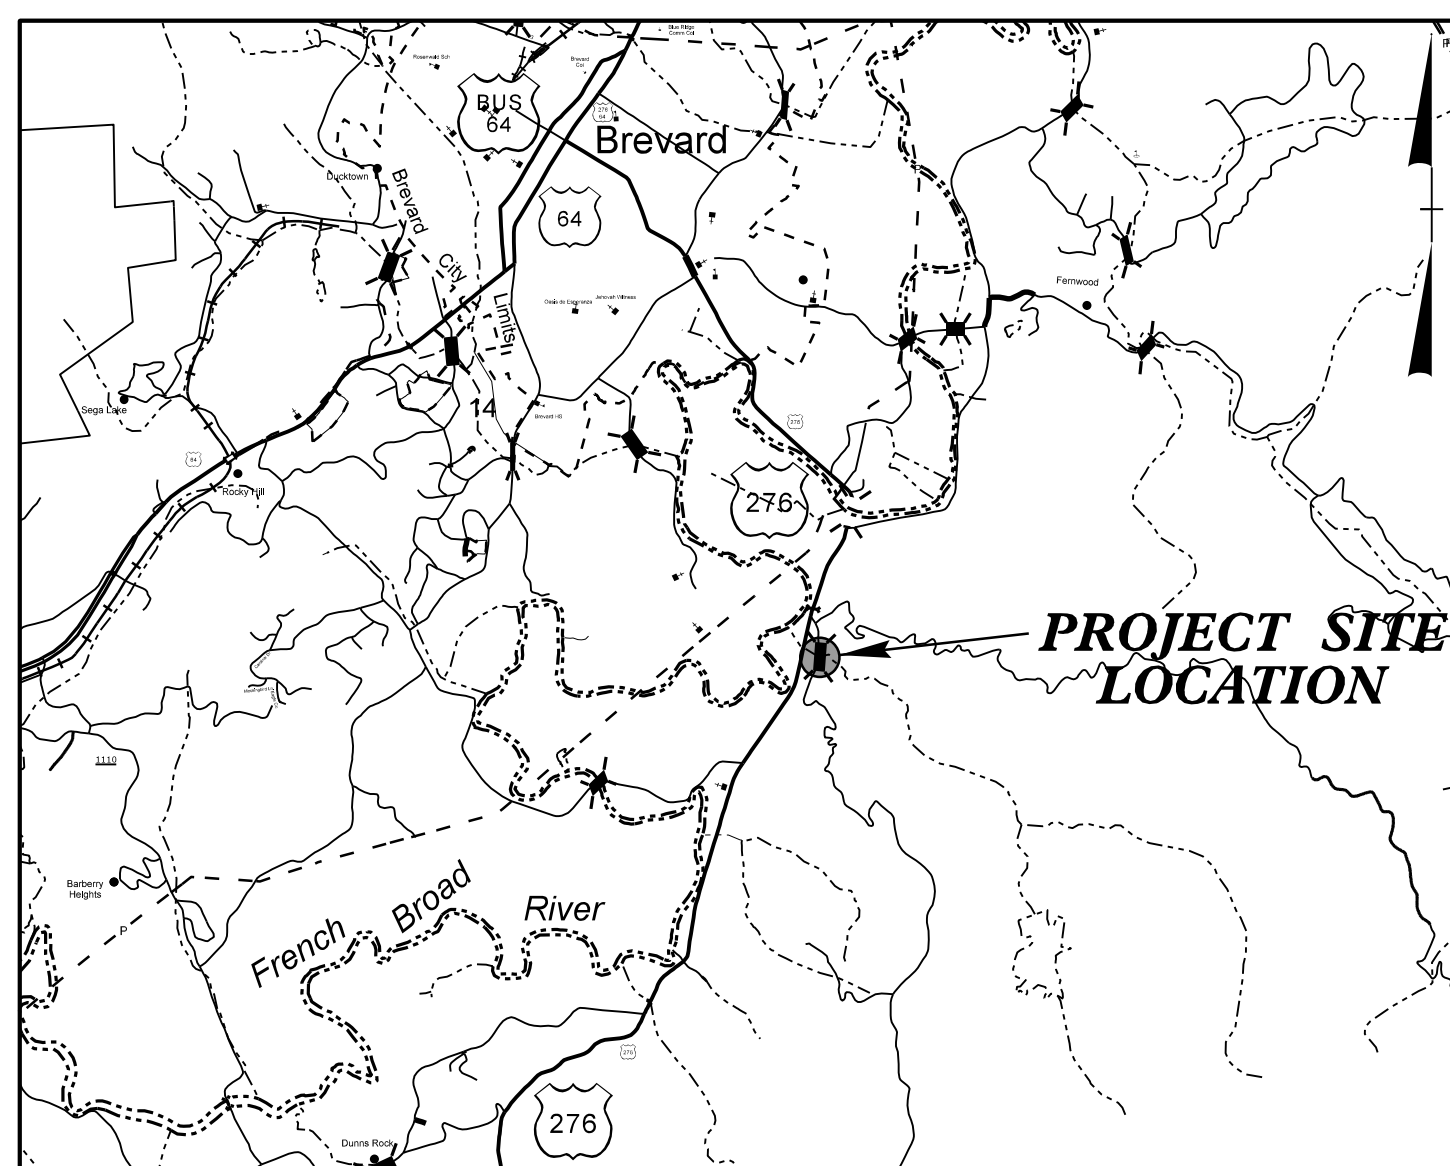 Blue Ridge
Comm Col
Rosenwald Sch
Brevard
Col
BUS
64
276
64
Brevard
Ducktown
Brevard
City
Limits
64
Fernwood
Oasis de Esperanza
Jehovah Witness
Sega Lake
14
Brevard HS
276
64
Rocky Hill
276
PROJECT SITE
LOCATION
1110
Barberry
Heights
P
French Broad River
276
276
Dunns Rock